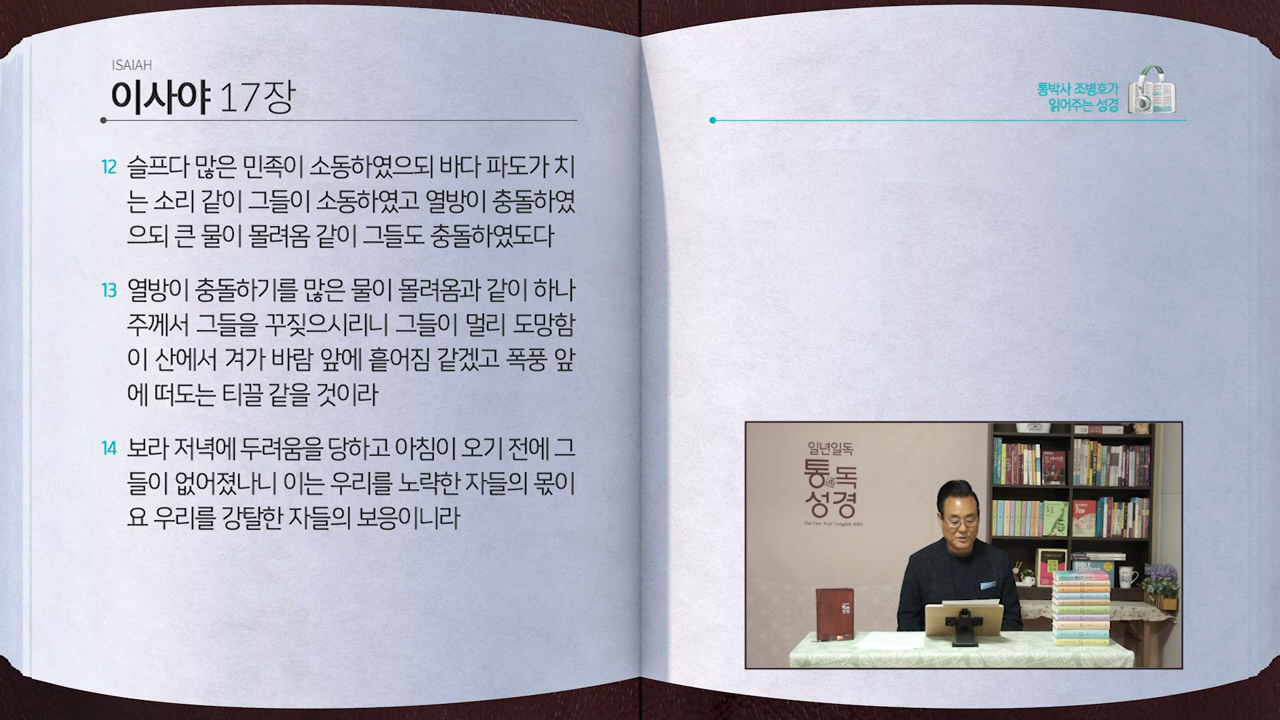 ISAIAH
이사야 17장
12 슬프다 많은 민족이 소동하였으되 바다 파도가 치
는 소리 같이 그들이 소동하였고 열방이 충돌하였
으되 큰 물이 몰려옴 같이 그들도 충돌하였도다
13 열방이 충돌하기를 많은 물이 몰려옴과 같이 하나
주께서 그들을 꾸짖으시리니 그들이 멀리 도망함
이 산에서 겨가 바람 앞에 흩어짐 같겠고 폭풍 앞
에 떠도는 티끌 같을 것이라
14 보라 저녁에 두려움을 당하고 아침이 오기 전에 그
들이 없어졌나니 이는 우리를 노략한 자들의 몫이
요 우리를 강탈한 자들의 보응이니라
통박사 조병호가
읽어주는 성경
일년일독
통독
성경